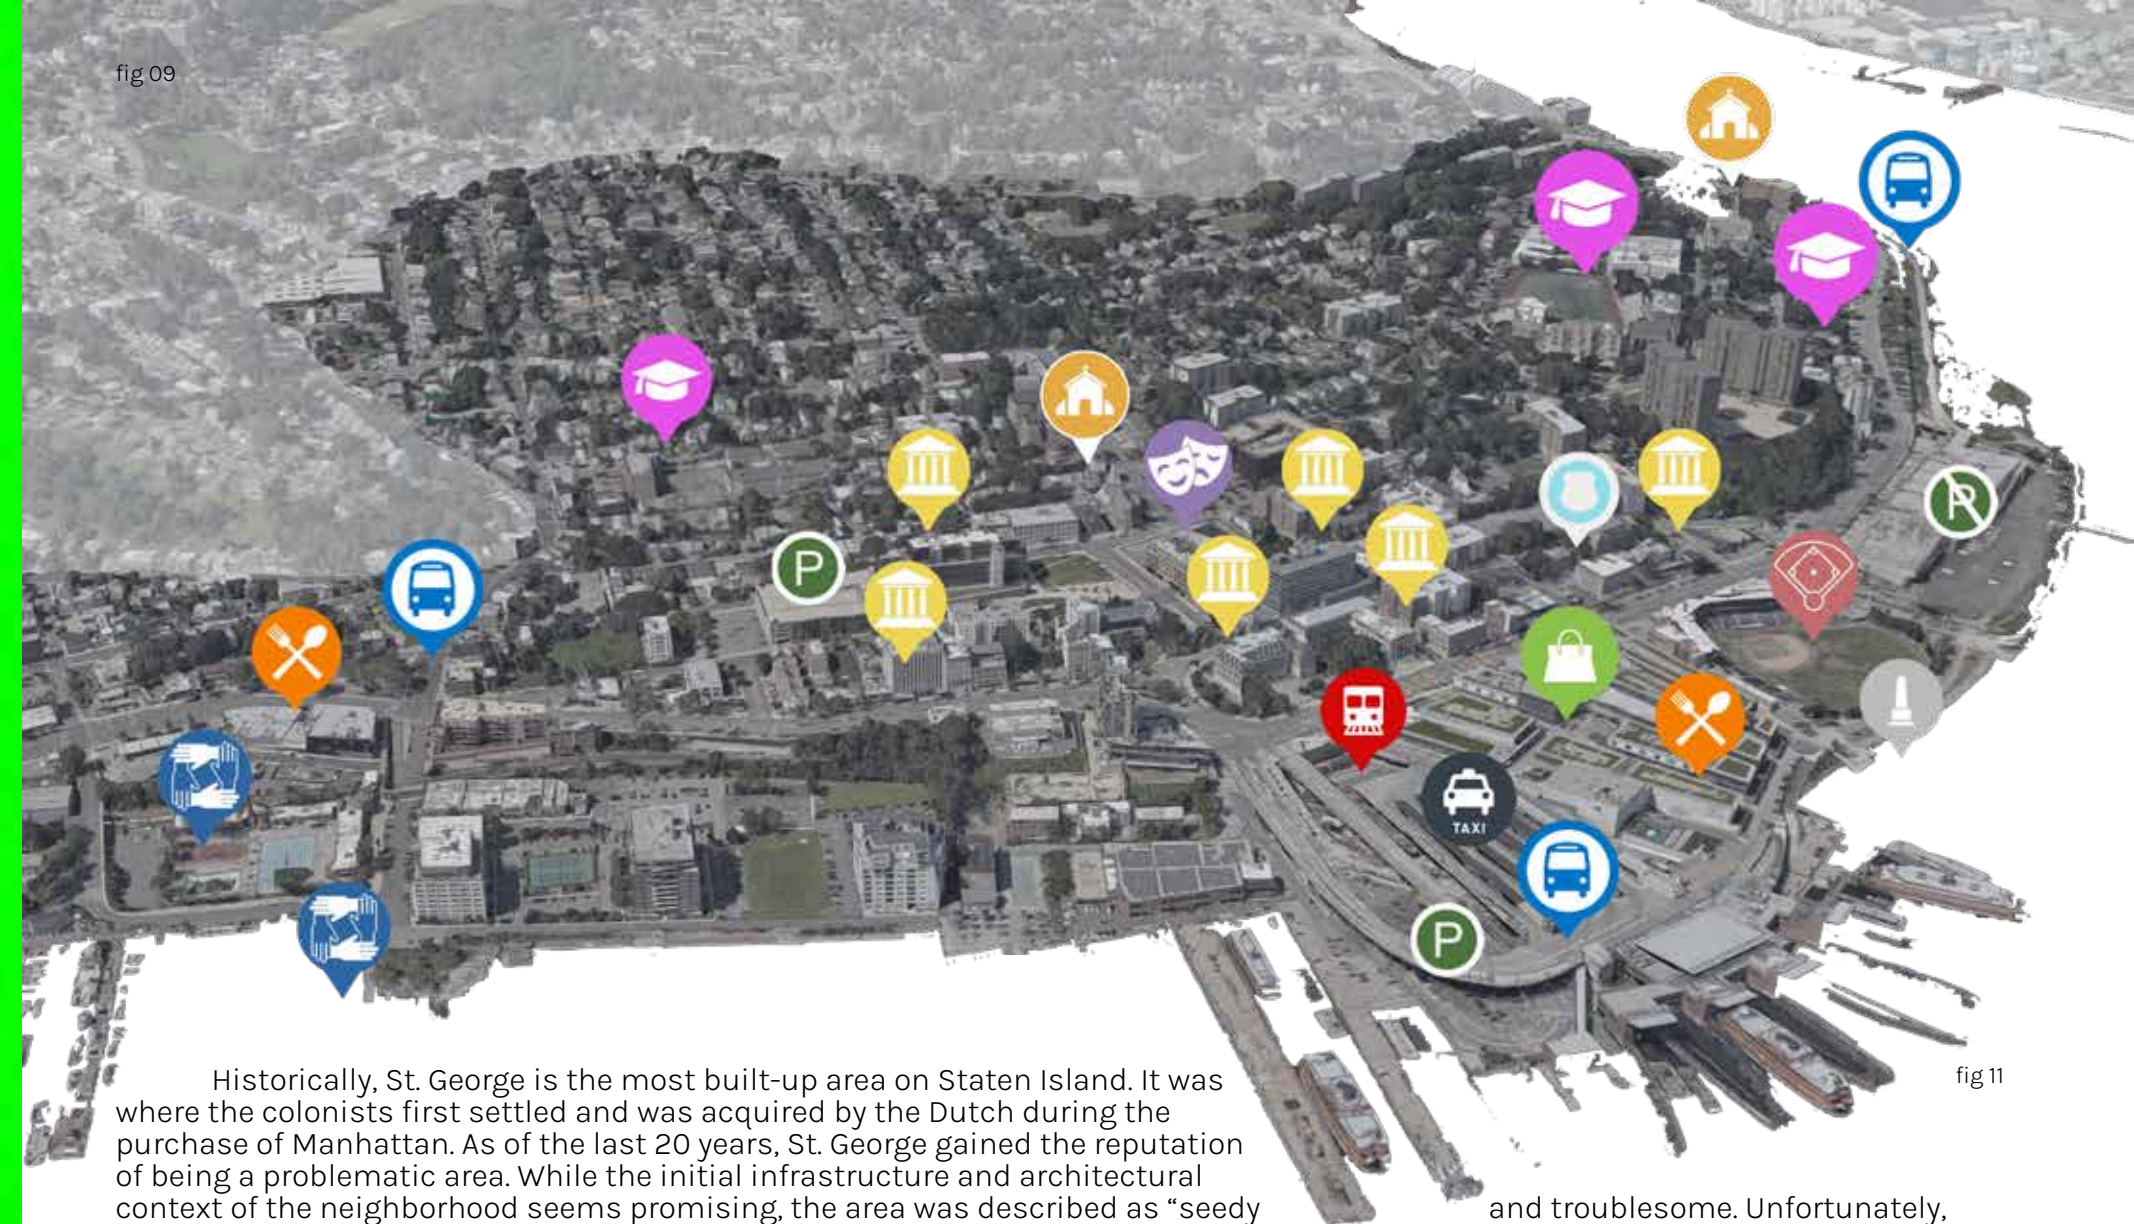 fig 09
P
P
P
TAXI
P
Historically, St. George is the most built-up area on Staten Island. It was
where the colonists first settled and was acquired by the Dutch during the
purchase of Manhattan. As of the last 20 years, St. George gained the reputation
of being a problematic area. While the initial infrastructure and architectural
context of the neighborhood seems promising, the area was described as “seedy
fig 11
and troublesome. Unfortunately,